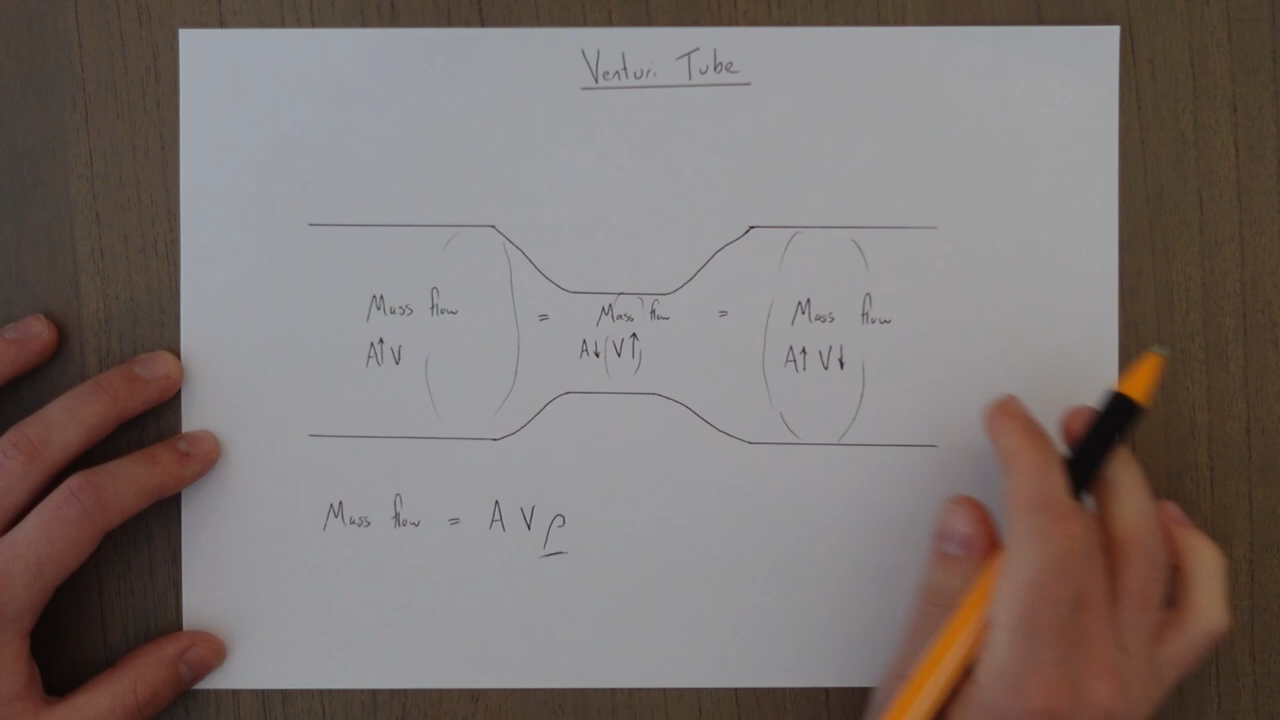 Venturi Tube
Mass flow = Mass flow = Mass flow
A↑ V A↓ (V↑) A↑ V↓
Mass flow = A V ρ